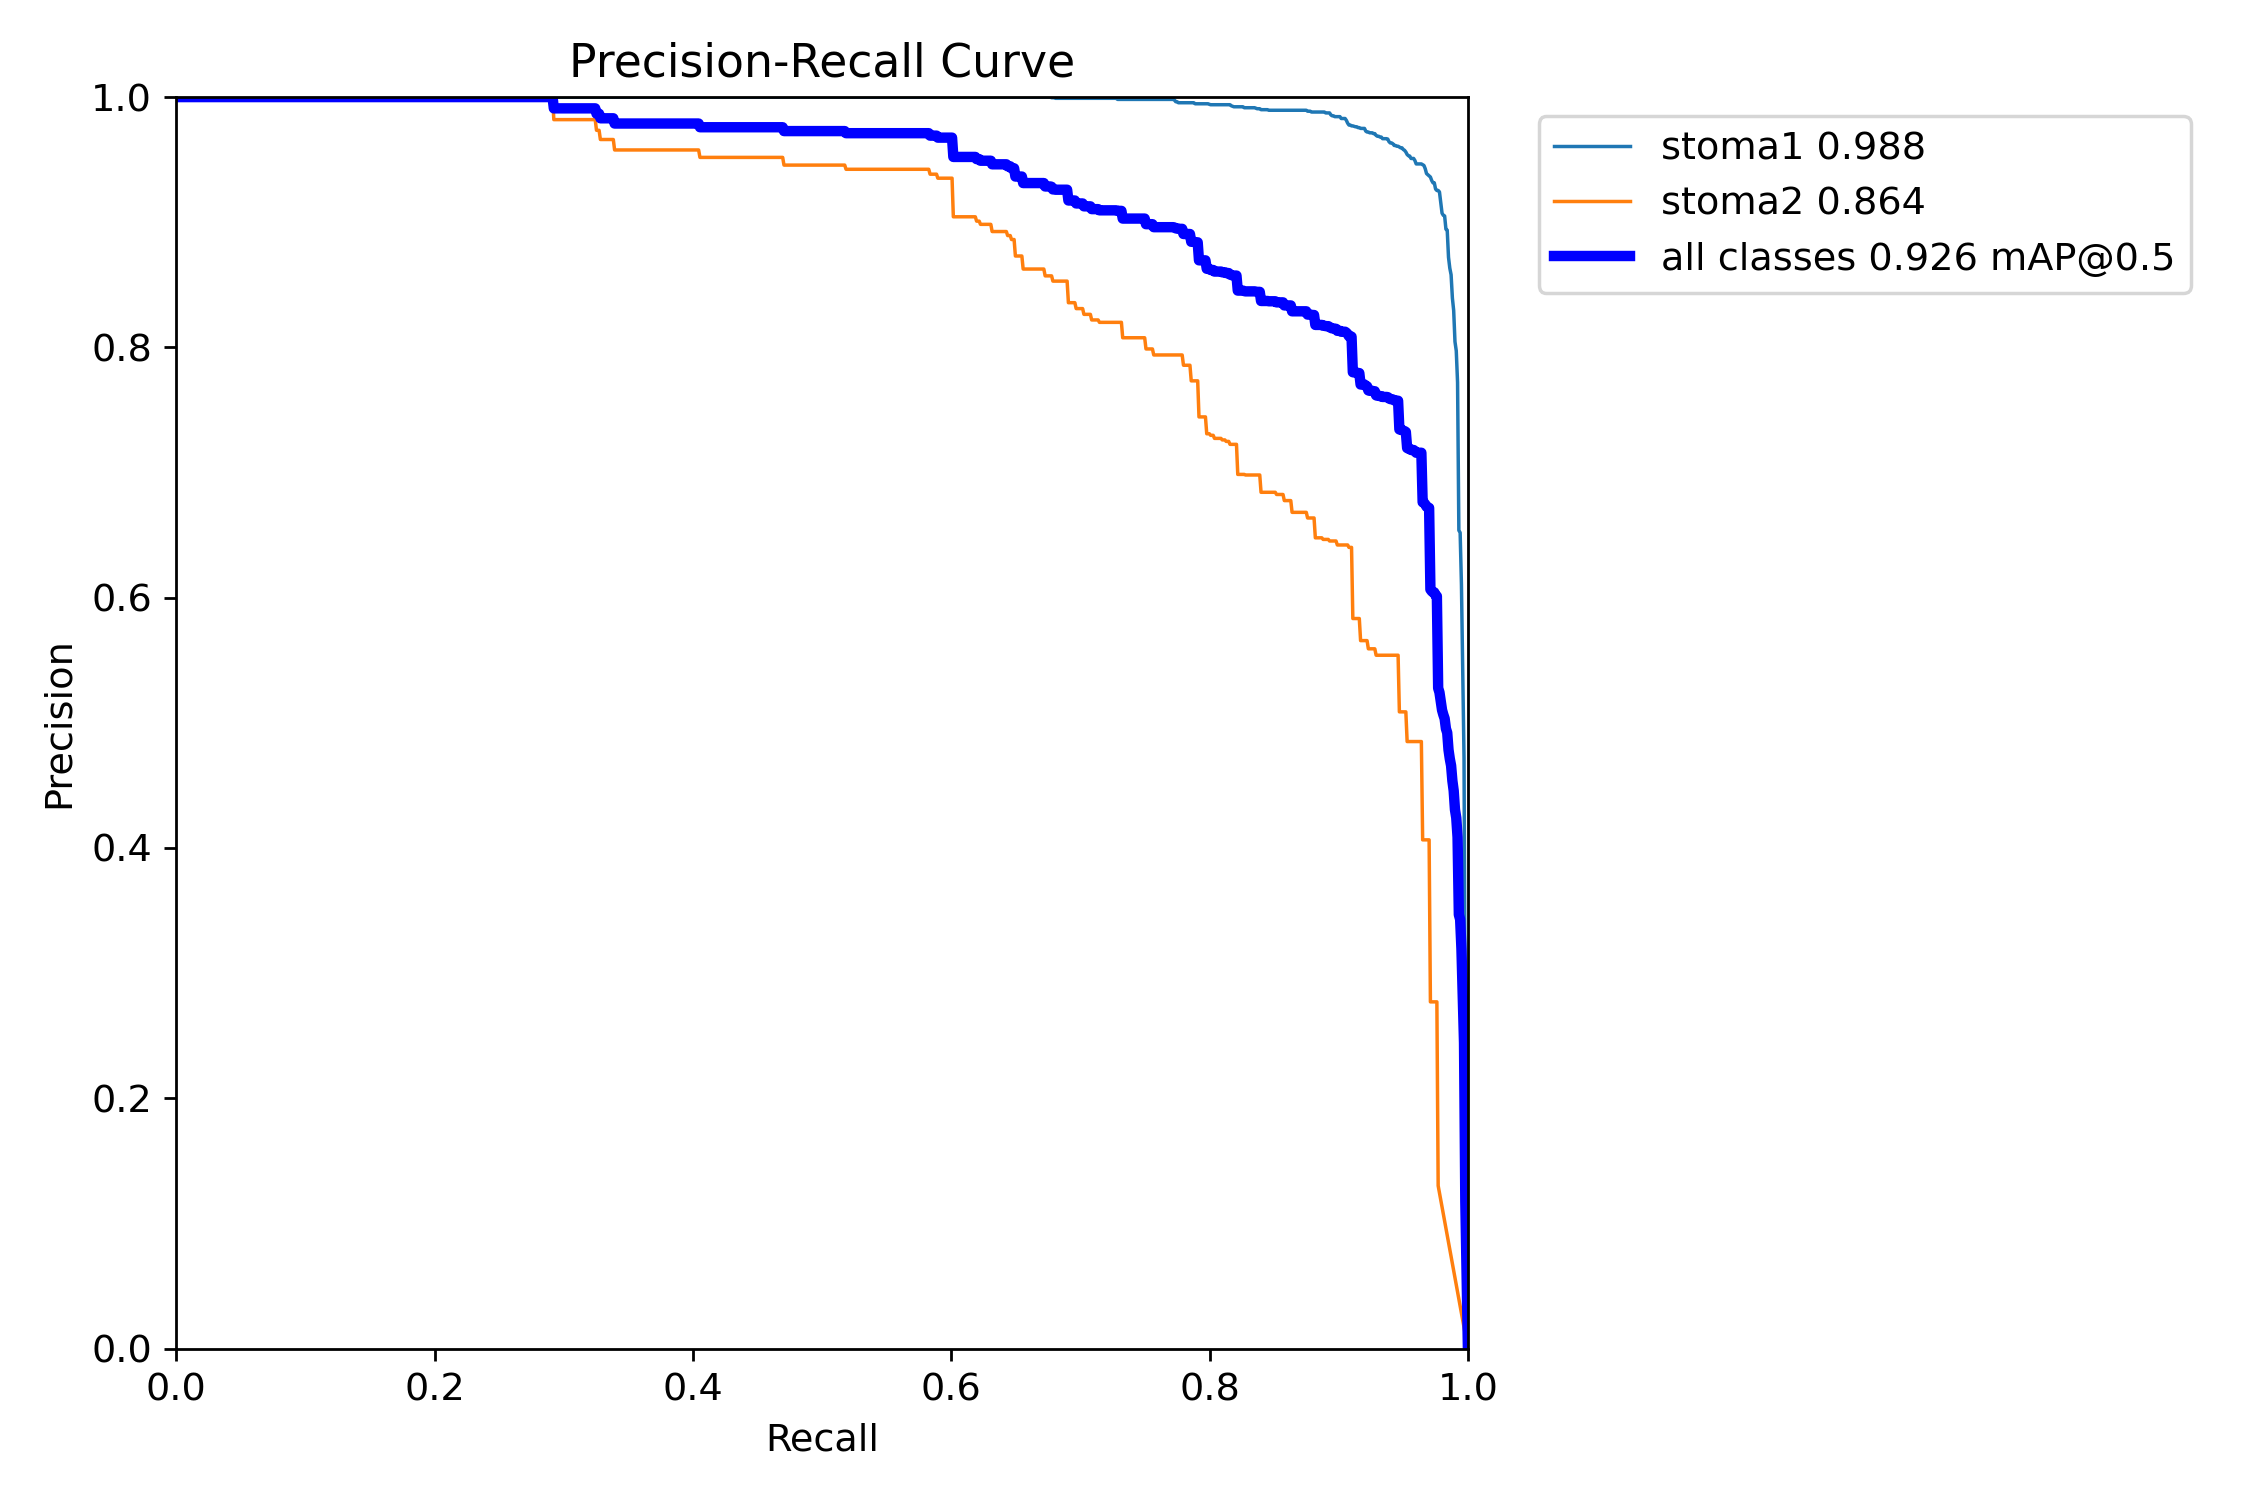 Precision-Recall Curve
1.0
0.8
0.6
0.4
0.2
0.0
Precision
0.0 0.2 0.4 0.6 0.8 1.0
Recall
stoma1 0.988
stoma2 0.864
all classes 0.926 mAP@0.5